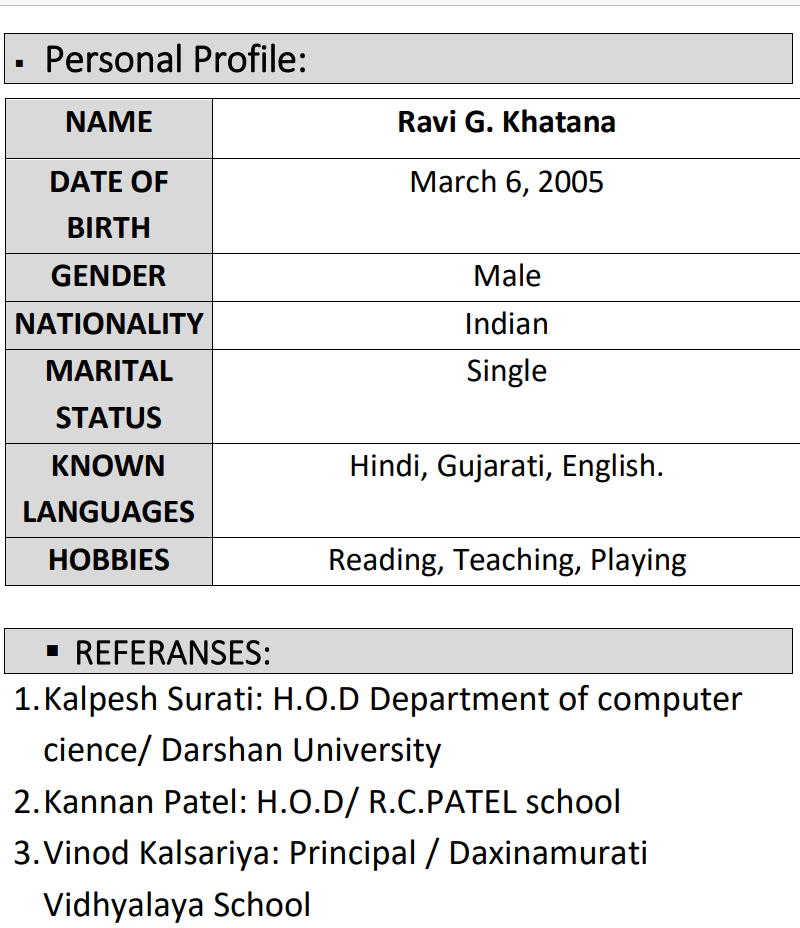 ▪ Personal Profile:
NAME Ravi G. Khatana
DATE OF March 6, 2005
BIRTH
GENDER Male
NATIONALITY Indian
MARITAL Single
STATUS
KNOWN Hindi, Gujarati, English.
LANGUAGES
HOBBIES Reading, Teaching, Playing
▪ REFERANSES:
1. Kalpesh Surati: H.O.D Department of computer
cience/ Darshan University
2. Kannan Patel: H.O.D/ R.C.PATEL school
3. Vinod Kalsariya: Principal / Daxinamurati
Vidhyalaya School